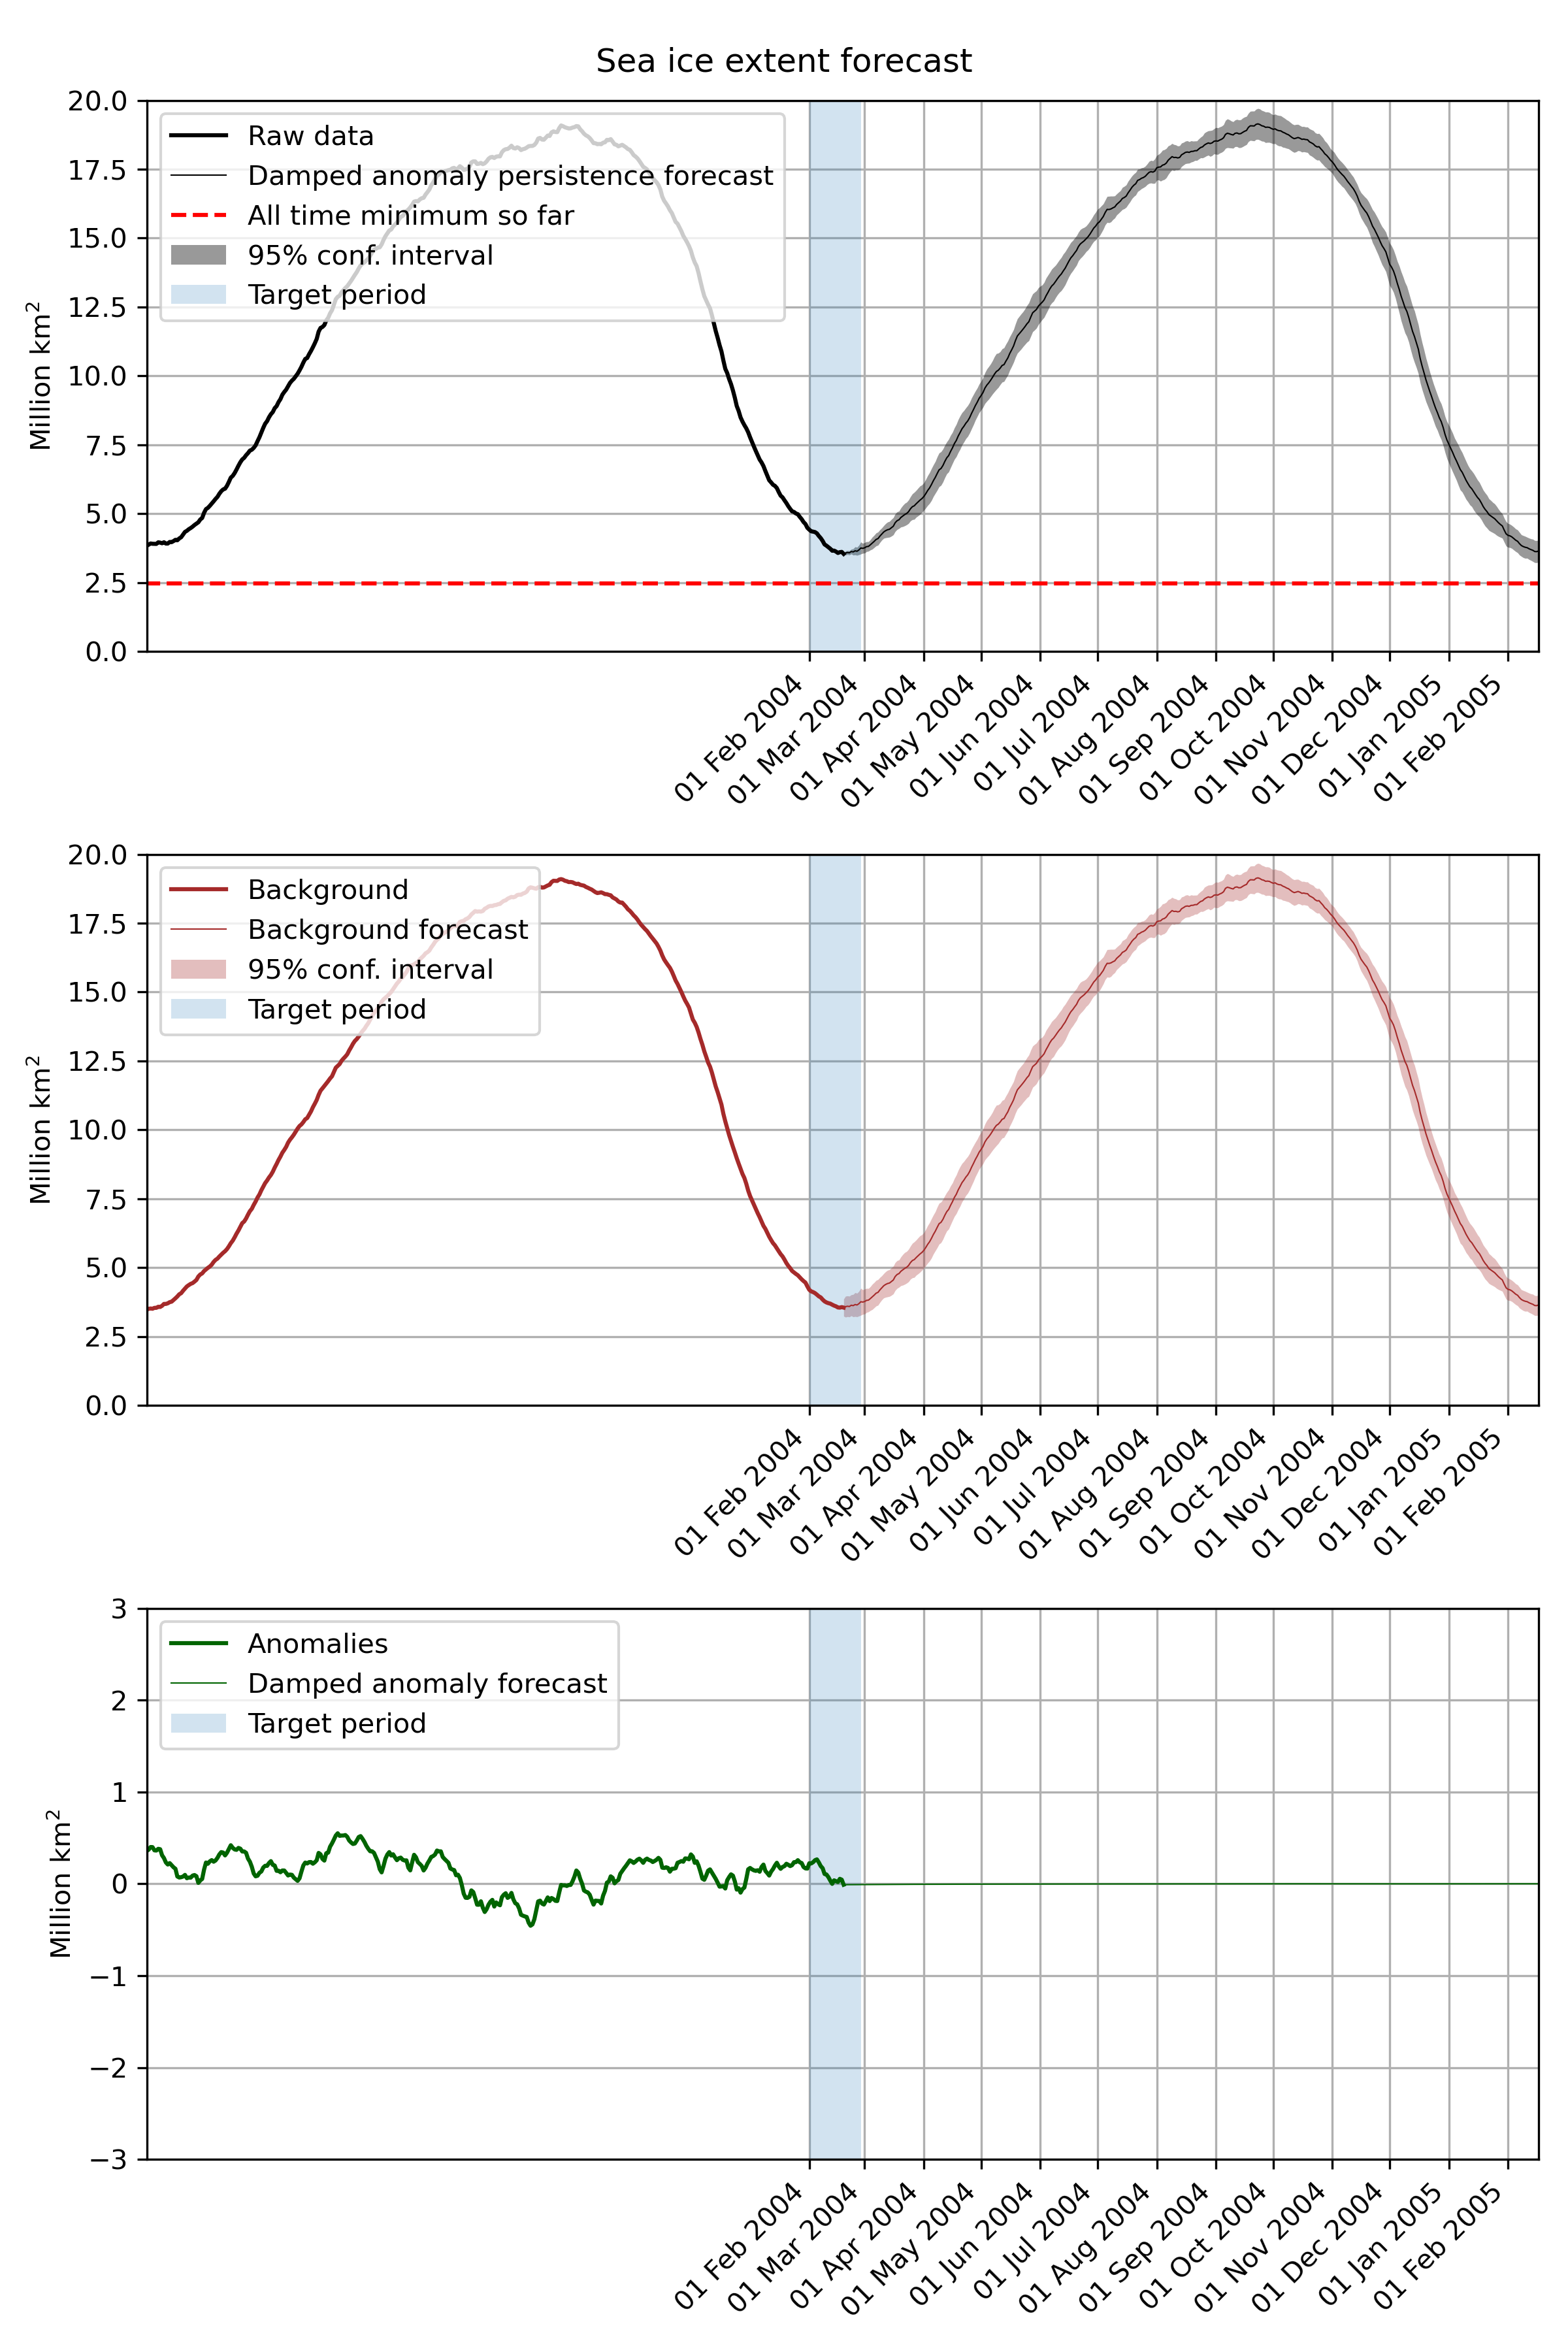 Sea ice extent forecast
20.0
17.5
15.0
12.5
10.0
7.5
5.0
2.5
0.0
Million km²
Raw data
Damped anomaly persistence forecast
All time minimum so far
95% conf. interval
Target period
01 Feb 2004
01 Mar 2004
01 Apr 2004
01 May 2004
01 Jun 2004
01 Jul 2004
01 Aug 2004
01 Sep 2004
01 Oct 2004
01 Nov 2004
01 Dec 2004
01 Jan 2005
01 Feb 2005
20.0
17.5
15.0
12.5
10.0
7.5
5.0
2.5
0.0
Million km²
Background
Background forecast
95% conf. interval
Target period
01 Feb 2004
01 Mar 2004
01 Apr 2004
01 May 2004
01 Jun 2004
01 Jul 2004
01 Aug 2004
01 Sep 2004
01 Oct 2004
01 Nov 2004
01 Dec 2004
01 Jan 2005
01 Feb 2005
3
2
1
0
−1
−2
−3
Million km²
Anomalies
Damped anomaly forecast
Target period
01 Feb 2004
01 Mar 2004
01 Apr 2004
01 May 2004
01 Jun 2004
01 Jul 2004
01 Aug 2004
01 Sep 2004
01 Oct 2004
01 Nov 2004
01 Dec 2004
01 Jan 2005
01 Feb 2005